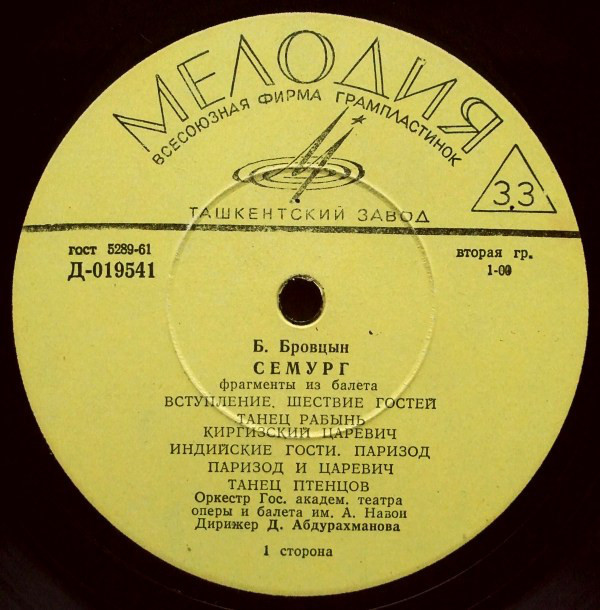 МЕЛОДИЯ
ВСЕСОЮЗНАЯ ФИРМА ГРАМПЛАСТИНОК
ТАШКЕНТСКИЙ ЗАВОД
33
ГОСТ 5289-61
Д-019541
вторая гр.
1-00
Б. Бровцын
СЕМУРГ
фрагменты из балета
ВСТУПЛЕНИЕ. ШЕСТВИЕ ГОСТЕЙ
ТАНЕЦ РАБЫНЬ
КИРГИЗСКИЙ ЦАРЕВИЧ
ИНДИЙСКИЕ ГОСТИ. ПАРИЗОД
ПАРИЗОД И ЦАРЕВИЧ
ТАНЕЦ ПТЕНЦОВ
Оркестр Гос. академ. театра
оперы и балета им. А. Навои
Дирижер Д. Абдурахманова
1 сторона